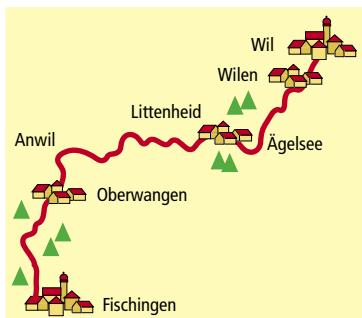 Wil
Wilen
Littenheid
Ägelsee
Anwil
Oberwangen
Fischingen